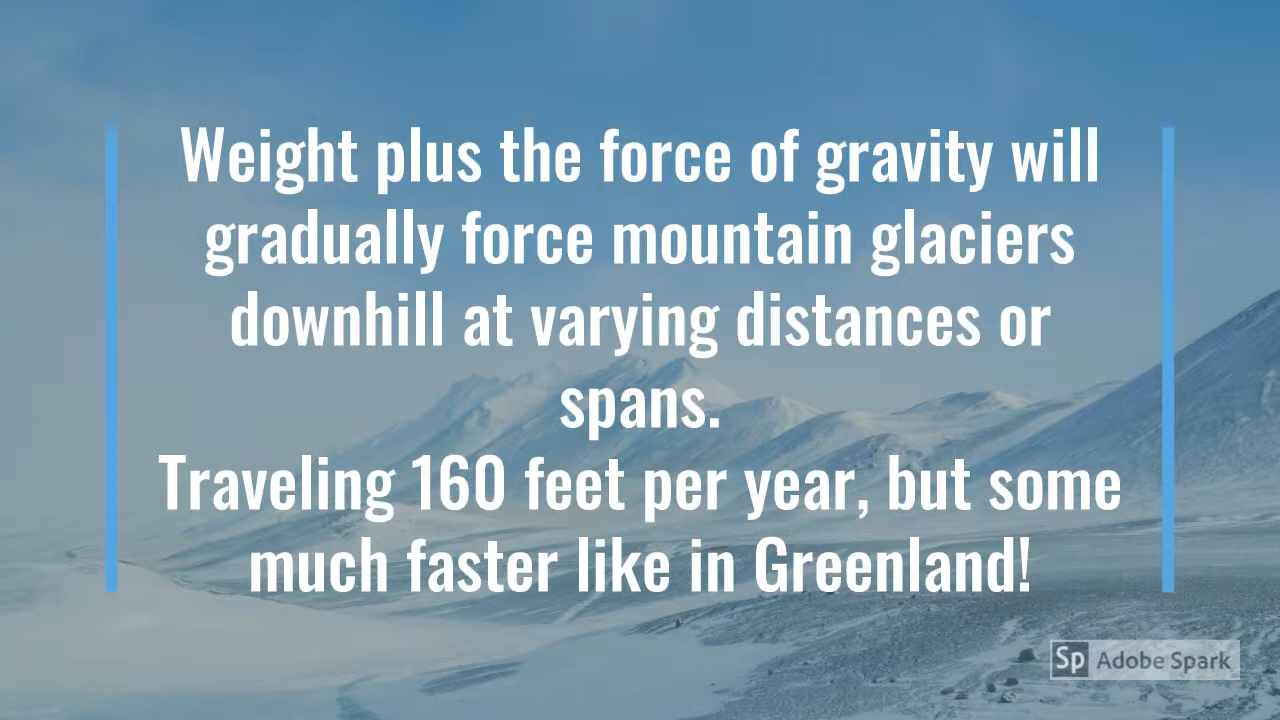 Weight plus the force of gravity will
gradually force mountain glaciers
downhill at varying distances or
spans.
Traveling 160 feet per year, but some
much faster like in Greenland!
Sp Adobe Spark